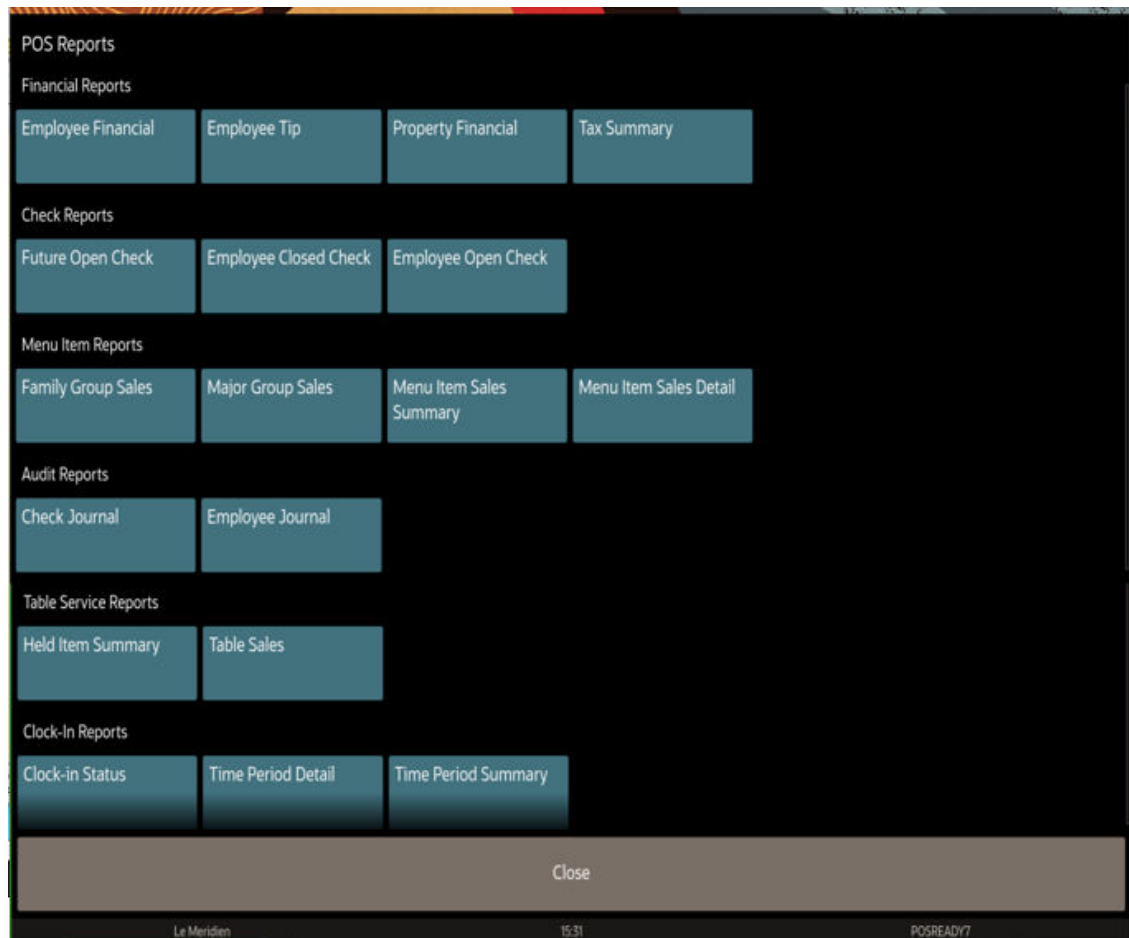 POS Reports
Financial Reports
Employee Financial
Employee Tip
Property Financial
Tax Summary
Check Reports
Future Open Check
Employee Closed Check
Employee Open Check
Menu Item Reports
Family Group Sales
Major Group Sales
Menu Item Sales
Summary
Menu Item Sales Detail
Audit Reports
Check Journal
Employee Journal
Table Service Reports
Held Item Summary
Table Sales
Clock-In Reports
Clock-in Status
Time Period Detail
Time Period Summary
Close
Le Meridien
15:31
POSREADY7